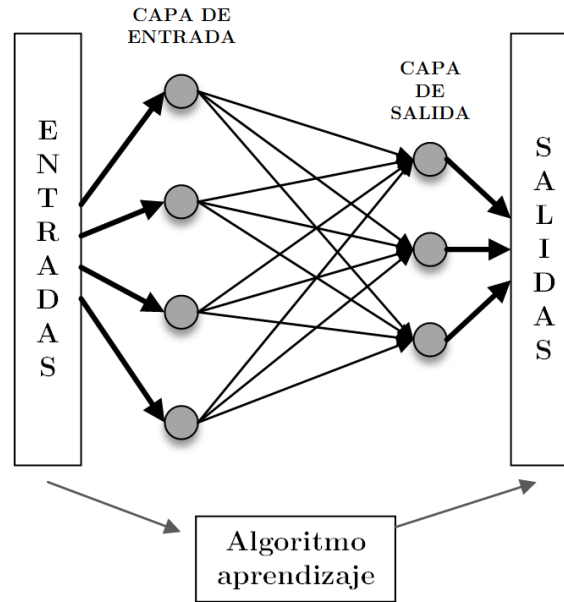 CAPA DE
ENTRADA
CAPA
DE
SALIDA
E
N
T
R
A
D
A
S
S
A
L
I
D
A
S
Algoritmo
aprendizaje